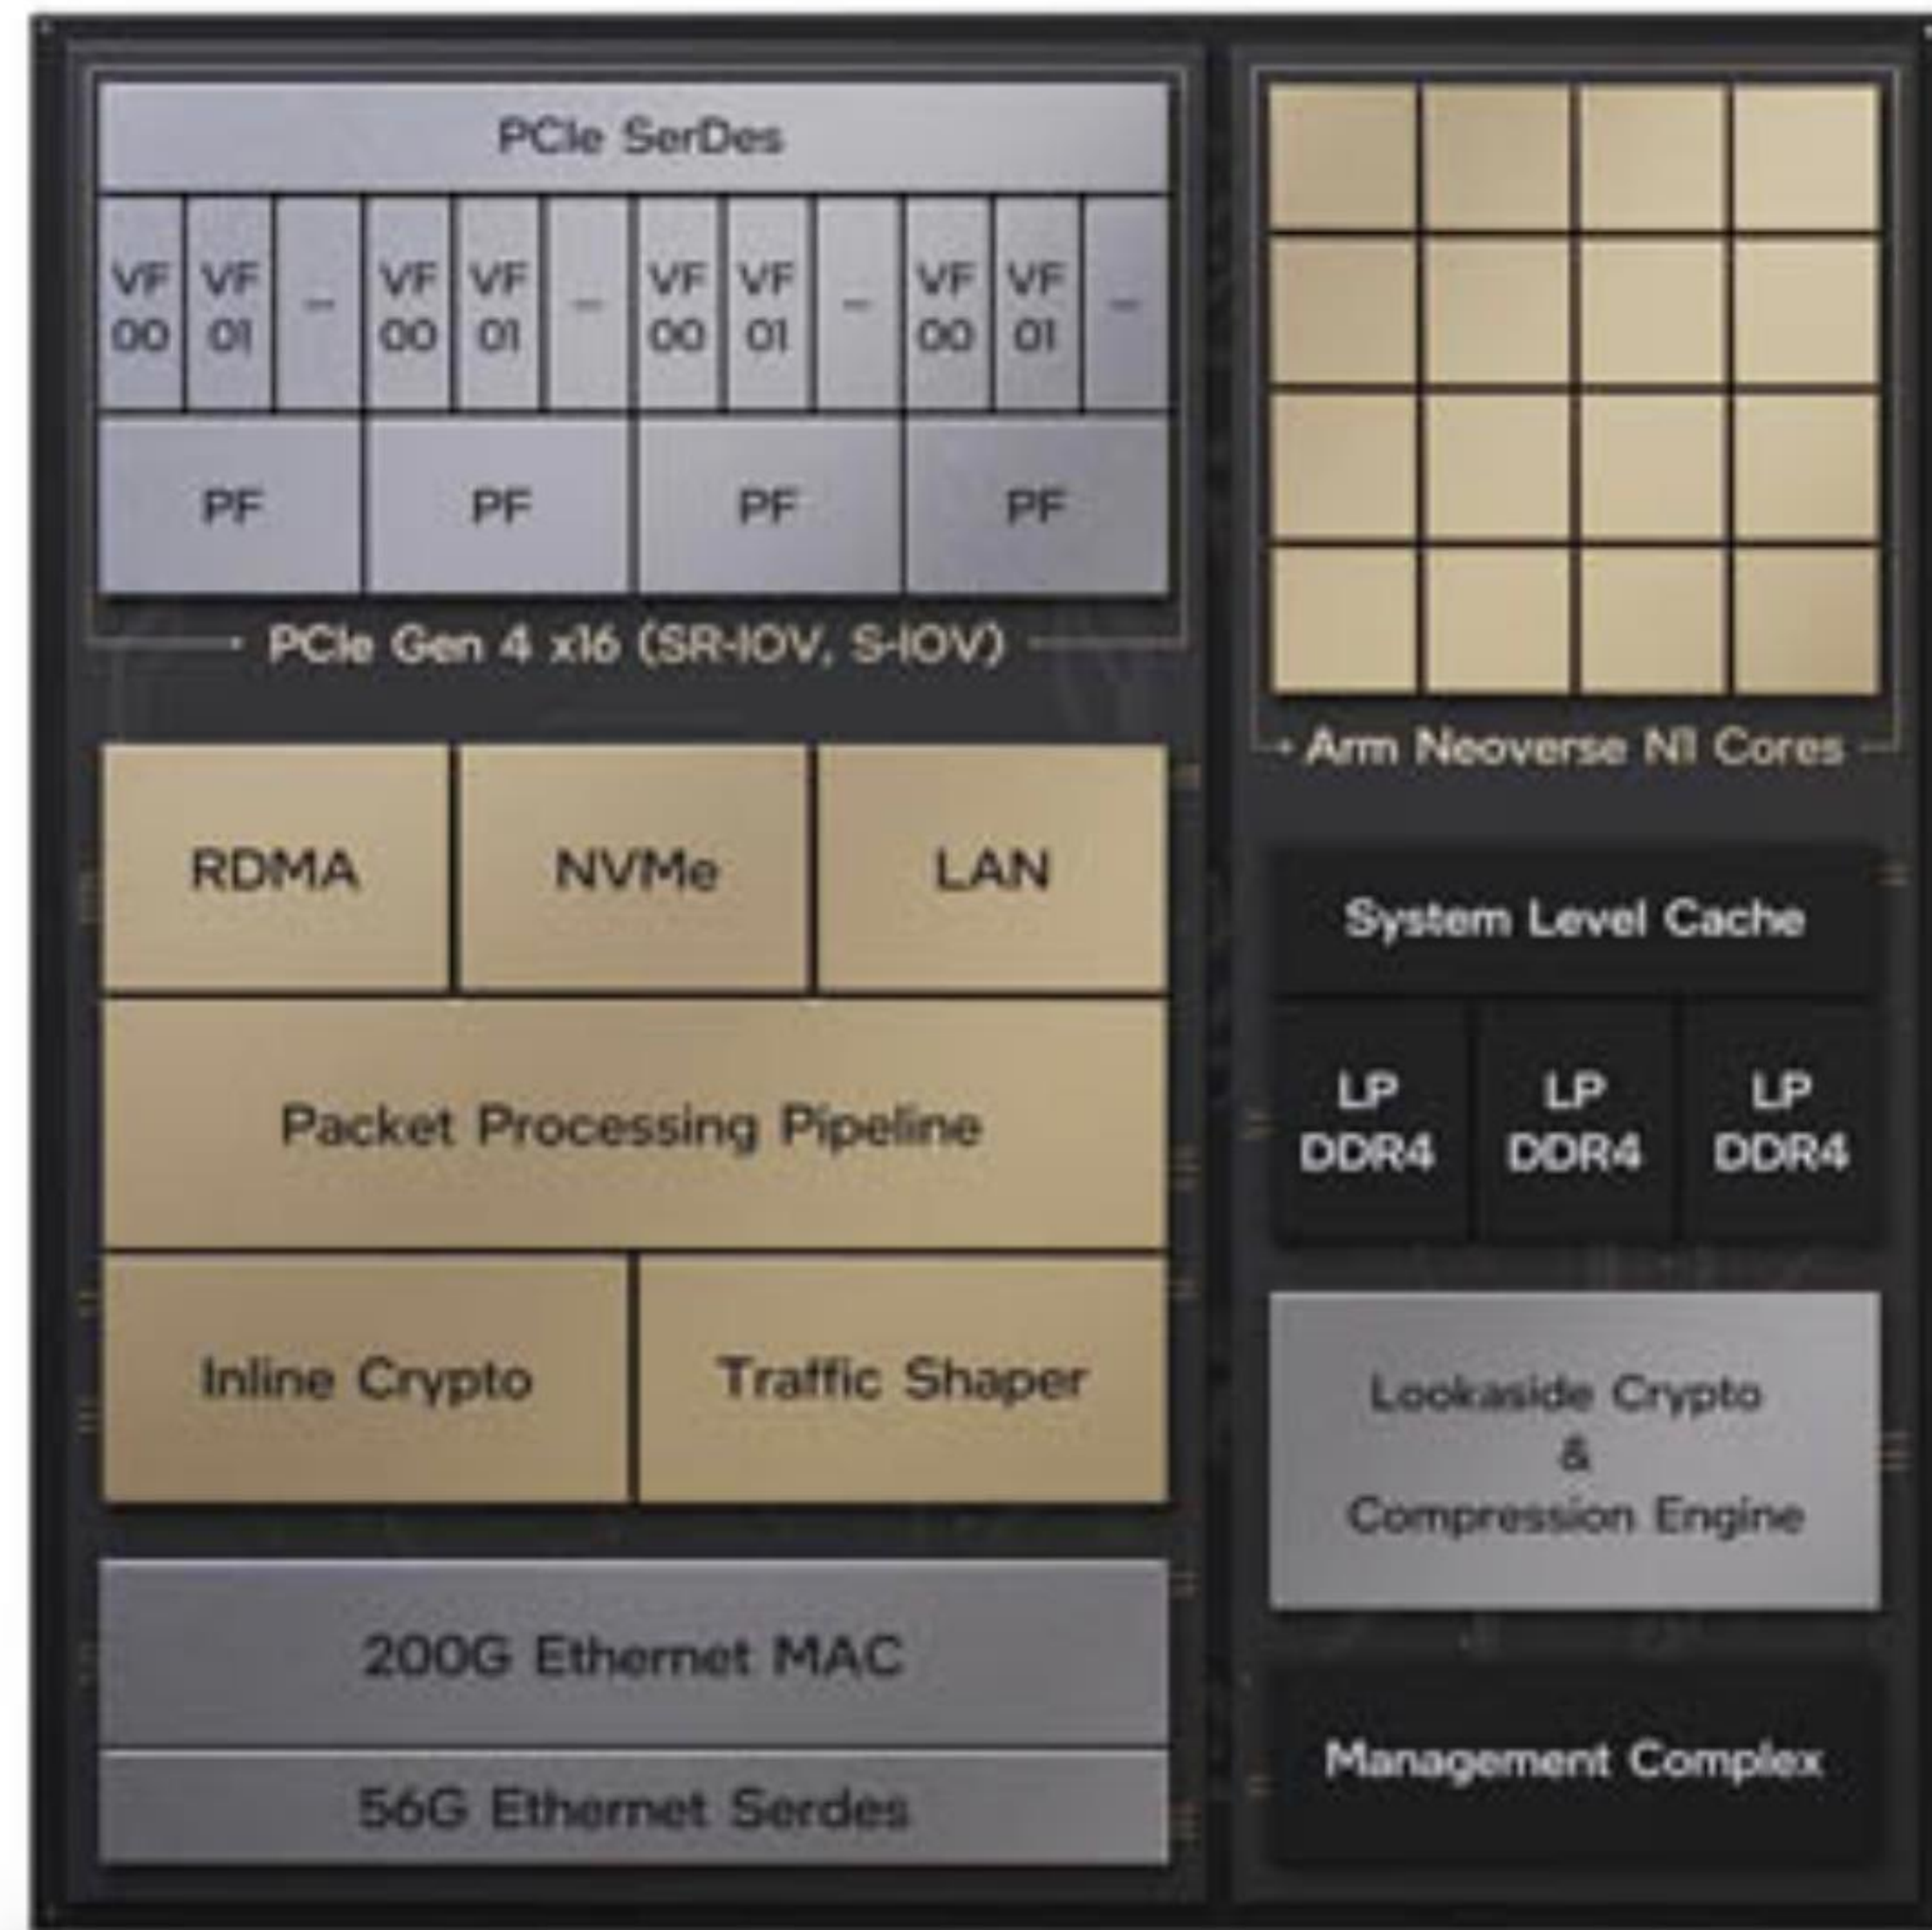 PCIe SerDes
VF 00 VF 01 – VF 00 VF 01 – VF 00 VF 01 – VF 00 VF 01 –
PF PF PF PF
PCIe Gen 4 x16 (SR-IOV, S-IOV)
RDMA NVMe LAN
Packet Processing Pipeline
Inline Crypto Traffic Shaper
200G Ethernet MAC
56G Ethernet Serdes
Arm Neoverse N1 Cores
System Level Cache
LP DDR4 LP DDR4 LP DDR4
Lookaside Crypto
&
Compression Engine
Management Complex